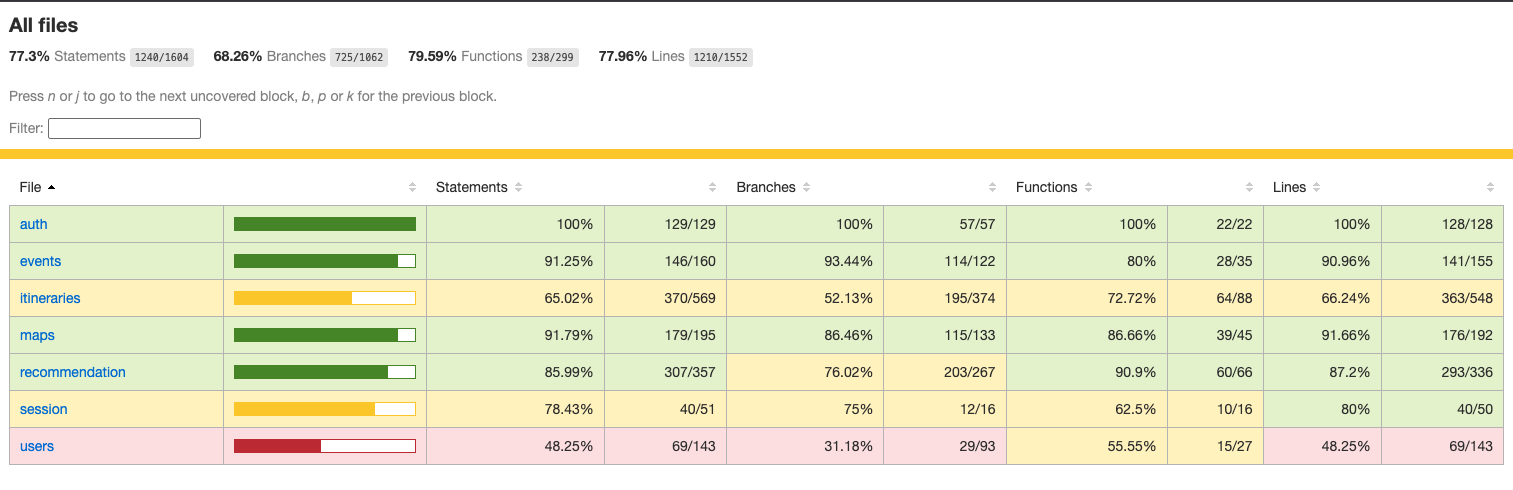 All files
77.3% Statements 1240/1604 68.26% Branches 725/1062 79.59% Functions 238/299 77.96% Lines 1210/1552
Press n or j to go to the next uncovered block, b, p or k for the previous block.
Filter:
File Statements Branches Functions Lines
auth 100% 129/129 100% 57/57 100% 22/22 100% 128/128
events 91.25% 146/160 93.44% 114/122 80% 28/35 90.96% 141/155
itineraries 65.02% 370/569 52.13% 195/374 72.72% 64/88 66.24% 363/548
maps 91.79% 179/195 86.46% 115/133 86.66% 39/45 91.66% 176/192
recommendation 85.99% 307/357 76.02% 203/267 90.9% 60/66 87.2% 293/336
session 78.43% 40/51 75% 12/16 62.5% 10/16 80% 40/50
users 48.25% 69/143 31.18% 29/93 55.55% 15/27 48.25% 69/143